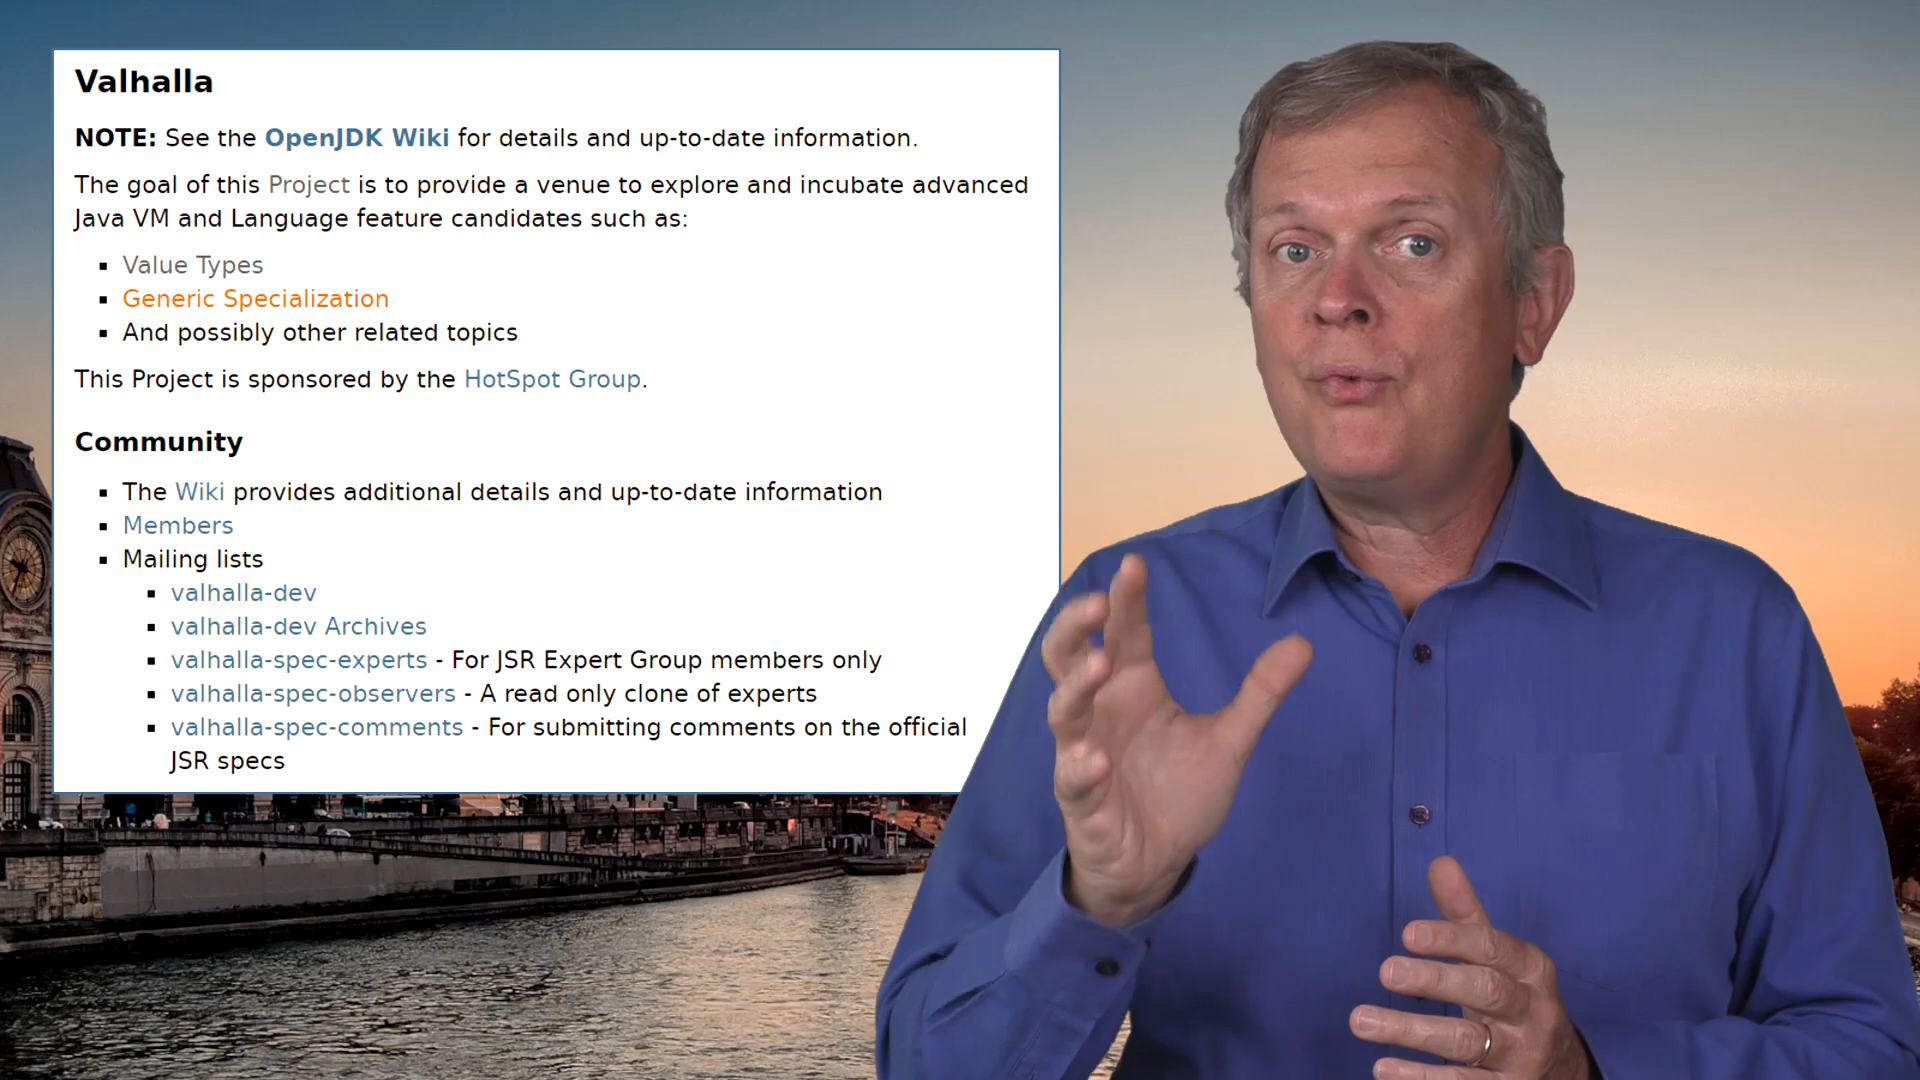 Valhalla
NOTE: See the OpenJDK Wiki for details and up-to-date information.
The goal of this Project is to provide a venue to explore and incubate advanced
Java VM and Language feature candidates such as:
Value Types
Generic Specialization
And possibly other related topics
This Project is sponsored by the HotSpot Group.
Community
The Wiki provides additional details and up-to-date information
Members
Mailing lists
valhalla-dev
valhalla-dev Archives
valhalla-spec-experts - For JSR Expert Group members only
valhalla-spec-observers - A read only clone of experts
valhalla-spec-comments - For submitting comments on the official
JSR specs